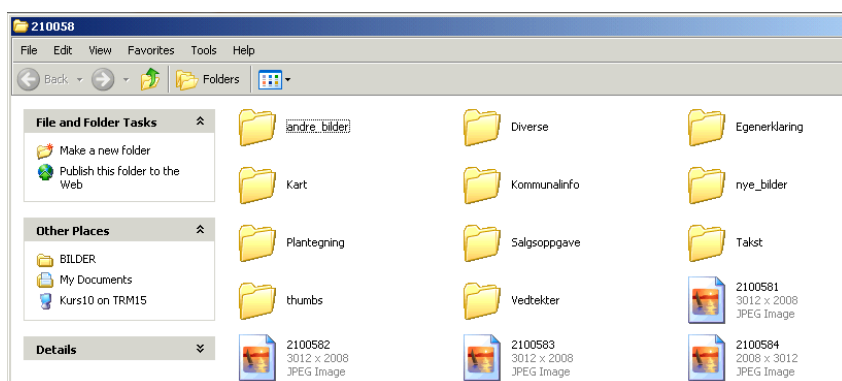 210058
File Edit View Favorites Tools Help
Back Folders
File and Folder Tasks
Make a new folder
Publish this folder to the
Web
Other Places
BILDER
My Documents
Kurs10 on TRM15
Details
andre_bilder
Diverse
Egenerklaring
Kart
Kommunalinfo
nye_bilder
Plantegning
Salgsoppgave
Takst
thumbs
Vedtekter
2100581
3012 x 2008
JPEG Image
2100582
3012 x 2008
JPEG Image
2100583
3012 x 2008
JPEG Image
2100584
2008 x 3012
JPEG Image